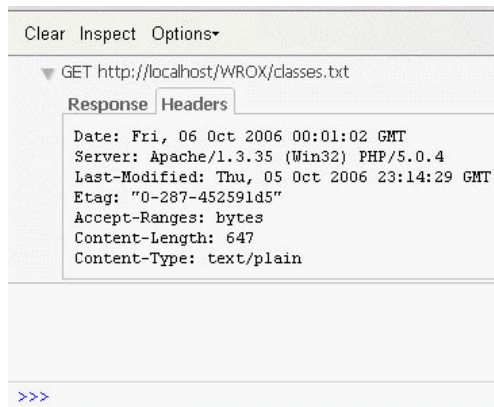 Clear Inspect Options
GET http://localhost/WROX/classes.txt
Response Headers
Date: Fri, 06 Oct 2006 00:01:02 GMT
Server: Apache/1.3.35 (Win32) PHP/5.0.4
Last-Modified: Thu, 05 Oct 2006 23:14:29 GMT
Etag: "0-287-452591d5"
Accept-Ranges: bytes
Content-Length: 647
Content-Type: text/plain
>>>